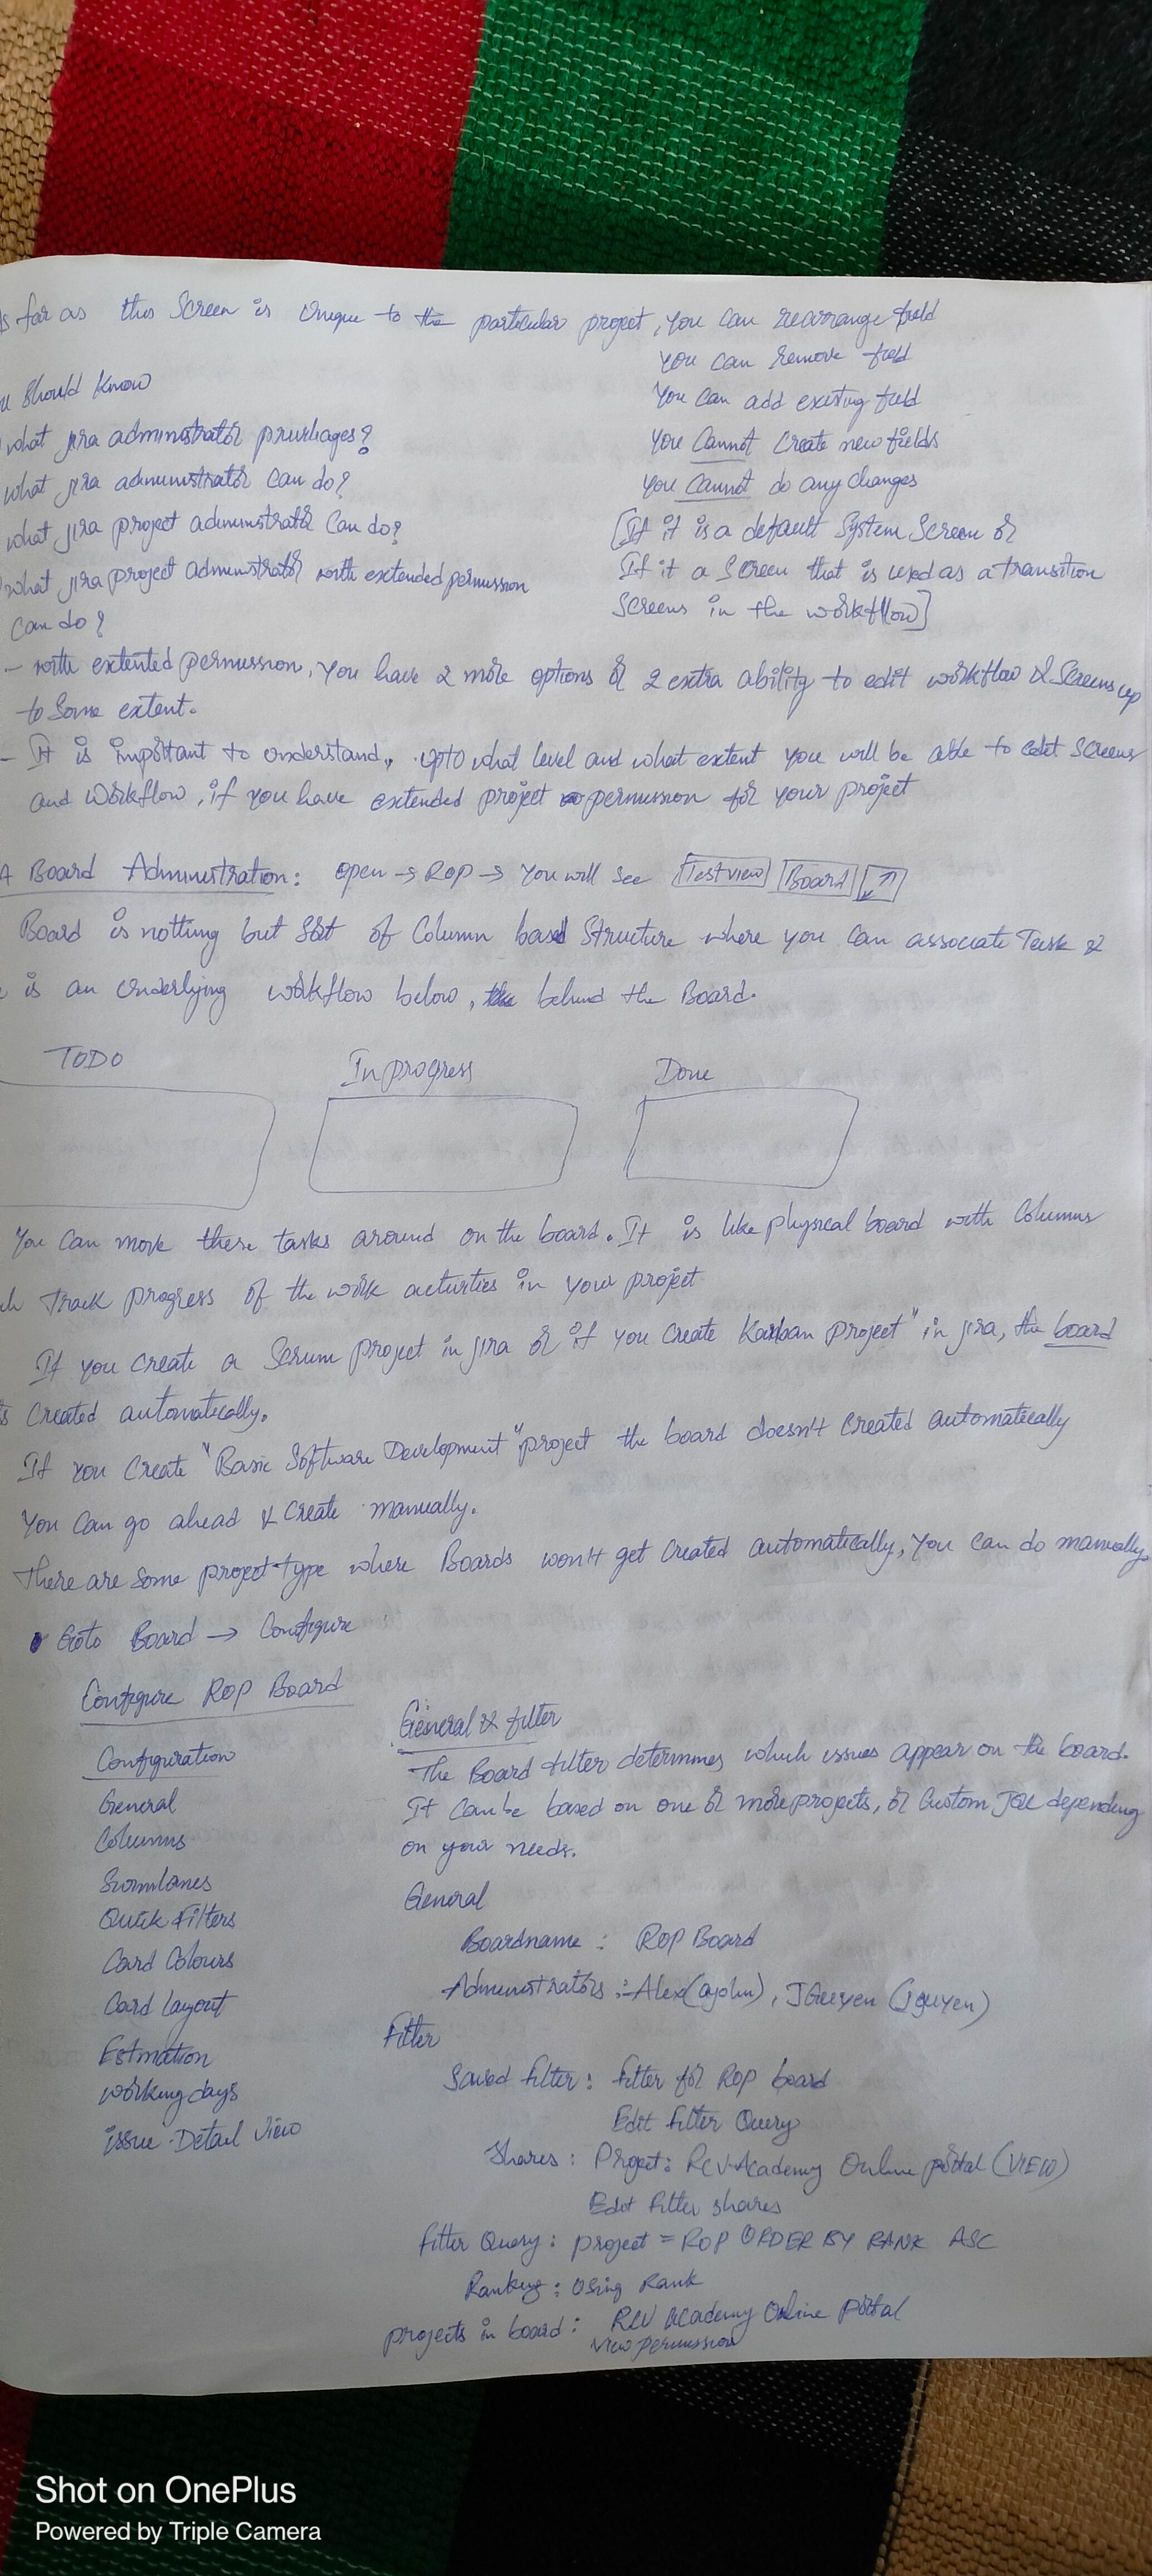 s far as this Screen is Unique to the particular project, you can rearrange field
you can remove field
u should know
You can add existing field
what jira administrator privilages?
you Cannot Create new fields
what jira administrator can do?
you Cannot do any changes
what jira project administrator can do?
[If it is a default System Screen or
what jira project administrator with extended permission
If it a Screen that is used as a transition
can do?
Screens in the workflow]
- with extented permission, you have 2 more options or 2 extra ability to edit workflow & Screens up
to Some extent.
- It is important to understand, upto what level and what extent you will be able to edit Screens
and workflow, if you have extended project permission for your project
A Board Administration: open → ROP → You will see Test view Board
Board is nothing but Set of Column based Structure where you can associate Task &
is an underlying workflow below, behind the Board.
TODO In progress Done
You can move these tasks around on the board. It is like physical board with Columns
Track progress of the work activities in your project
If you create a Scrum project in jira or if you create Kanban project" in jira, the board
s Created automatically.
If you create "Basic Software Development" project the board doesn't created automatically
You can go ahead & create manually.
There are some project type where Boards won't get created automatically, you can do manually.
Goto Board → Configure
Configure ROP Board
General & filter
Configuration
The Board filter determines which issues appear on the board.
General
It can be based on one or more projects, or Custom JQL depending
Columns
on your needs.
Swimlanes
General
Quick Filters
Boardname : ROP Board
Card Colours
Administrators :- Alex(ajohn), JGuyen (Jguyen)
Card layout
Filter
Estmation
Saved filter : filter for ROP board
working days
Edit Filter Query
issue Detail View
Shares : Project: RCVAcademy Online portal (VIEW)
Edit filter shares
filter Query : project = ROP ORDER BY RANK ASC
Ranking : Using Rank
projects in board : RCV Academy Online portal
view permission
Shot on OnePlus
Powered by Triple Camera